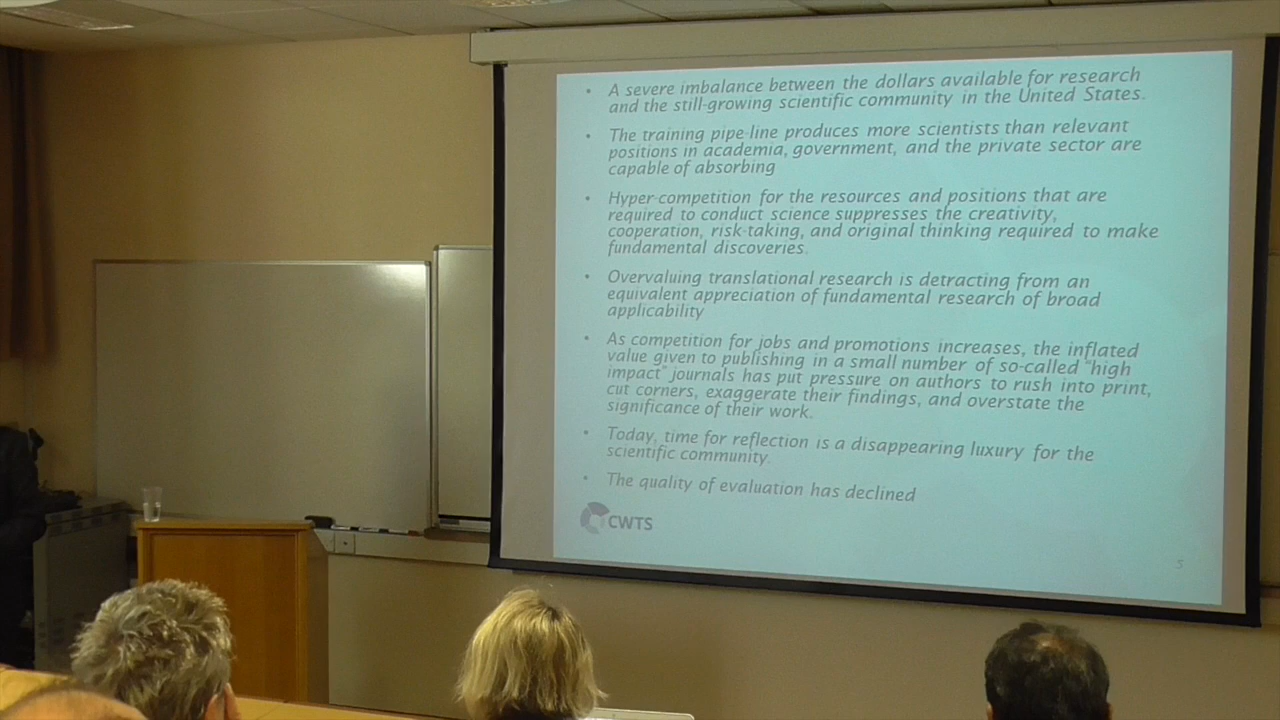 • A severe imbalance between the dollars available for research
and the still-growing scientific community in the United States.
• The training pipe-line produces more scientists than relevant
positions in academia, government, and the private sector are
capable of absorbing
• Hyper-competition for the resources and positions that are
required to conduct science suppresses the creativity,
cooperation, risk-taking, and original thinking required to make
fundamental discoveries.
• Overvaluing translational research is detracting from an
equivalent appreciation of fundamental research of broad
applicability
• As competition for jobs and promotions increases, the inflated
value given to publishing in a small number of so-called "high
impact" journals has put pressure on authors to rush into print,
cut corners, exaggerate their findings, and overstate the
significance of their work.
• Today, time for reflection is a disappearing luxury for the
scientific community.
• The quality of evaluation has declined
CWTS
5